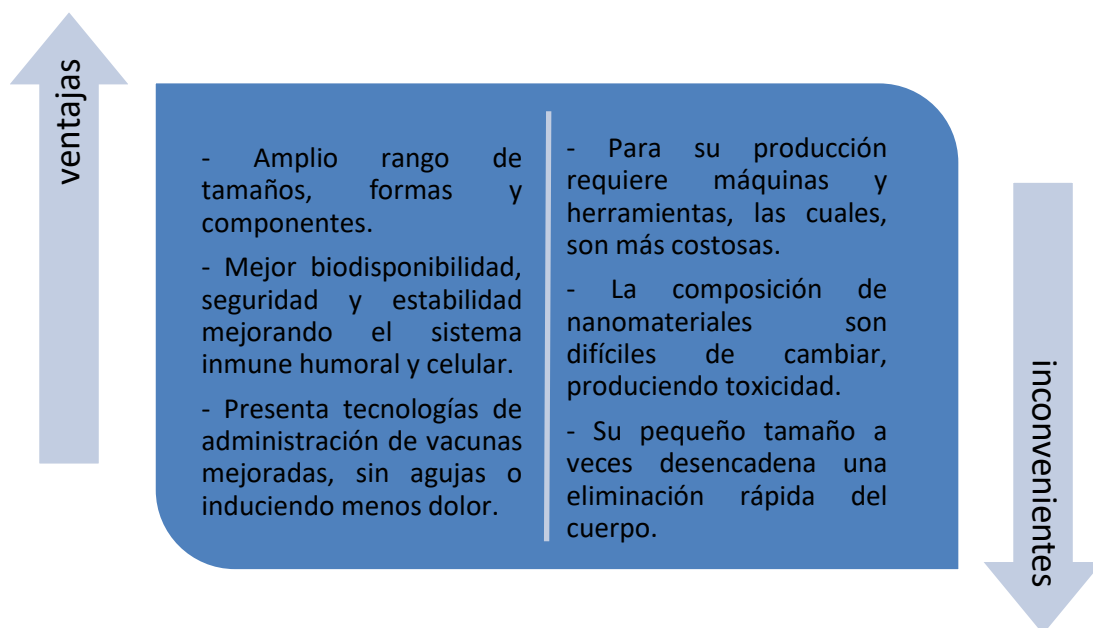 ventajas
- Amplio rango de
tamaños, formas y
componentes.
- Mejor biodisponibilidad,
seguridad y estabilidad
mejorando el sistema
inmune humoral y celular.
- Presenta tecnologías de
administración de vacunas
mejoradas, sin agujas o
induciendo menos dolor.
- Para su producción
requiere máquinas y
herramientas, las cuales,
son más costosas.
- La composición de
nanomateriales son
difíciles de cambiar,
produciendo toxicidad.
- Su pequeño tamaño a
veces desencadena una
eliminación rápida del
cuerpo.
inconvenientes